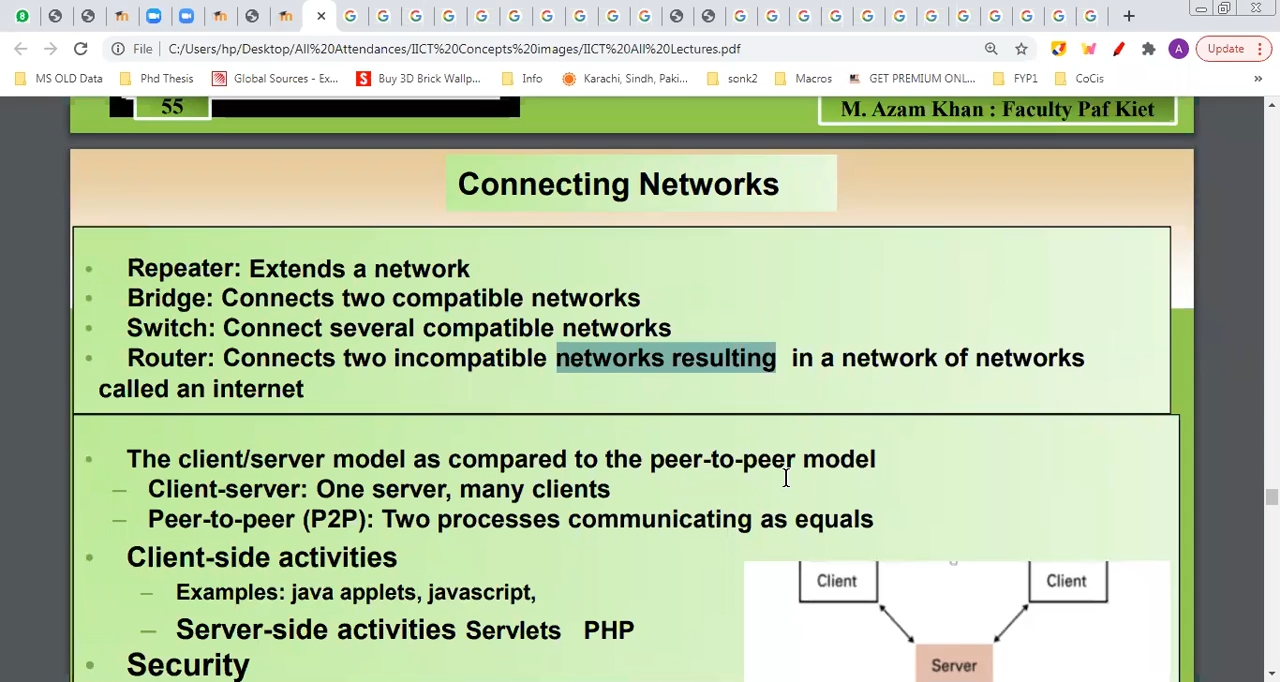 File C:/Users/hp/Desktop/All%20Attendances/IICT%20Concepts%20images/IICT%20All%20Lectures.pdf
A
Update
MS OLD Data
Phd Thesis
Global Sources - Ex...
Buy 3D Brick Wallp...
Info
Karachi, Sindh, Paki...
sonk2
Macros
GET PREMIUM ONL...
FYP1
CoCis
»
55
M. Azam Khan : Faculty Paf Kiet
Connecting Networks
• Repeater: Extends a network
• Bridge: Connects two compatible networks
• Switch: Connect several compatible networks
• Router: Connects two incompatible networks resulting in a network of networks
called an internet
• The client/server model as compared to the peer-to-peer model
– Client-server: One server, many clients
– Peer-to-peer (P2P): Two processes communicating as equals
• Client-side activities
– Examples: java applets, javascript,
– Server-side activities Servlets PHP
• Security
Client
Client
Server